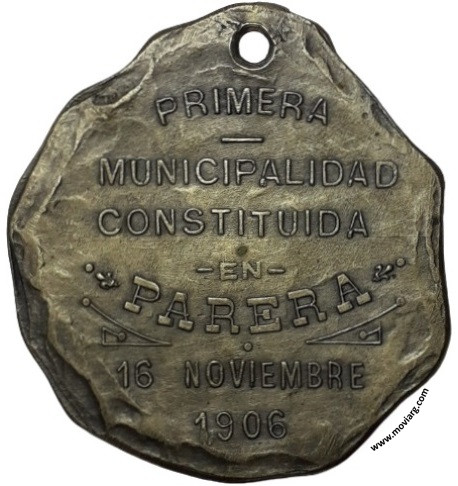 PRIMERA
MUNICIPALIDAD
CONSTITUIDA
-EN-
PARERA
16 NOVIEMBRE
1906
www.moviarg.com